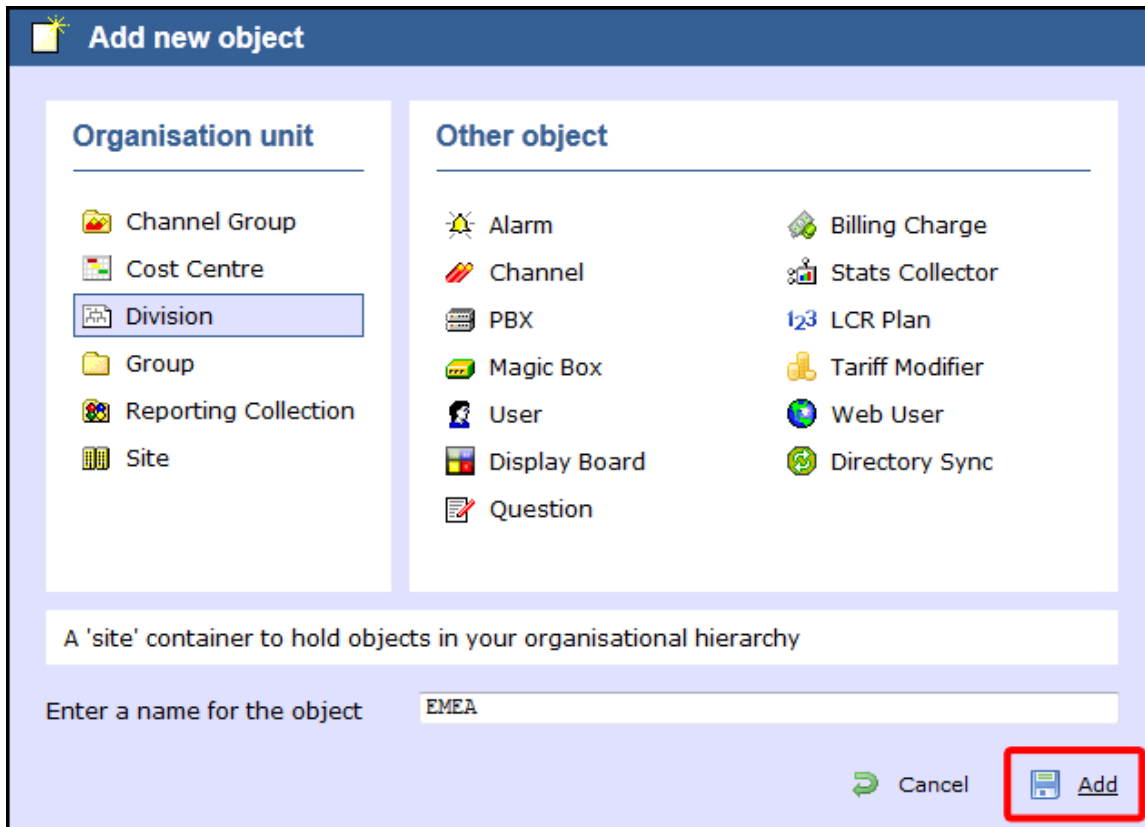 Add new object
Organisation unit
Channel Group
Cost Centre
Division
Group
Reporting Collection
Site
Other object
Alarm
Channel
PBX
Magic Box
User
Display Board
Question
Billing Charge
Stats Collector
123 LCR Plan
Tariff Modifier
Web User
Directory Sync
A 'site' container to hold objects in your organisational hierarchy
Enter a name for the object
EMEA
Cancel
Add